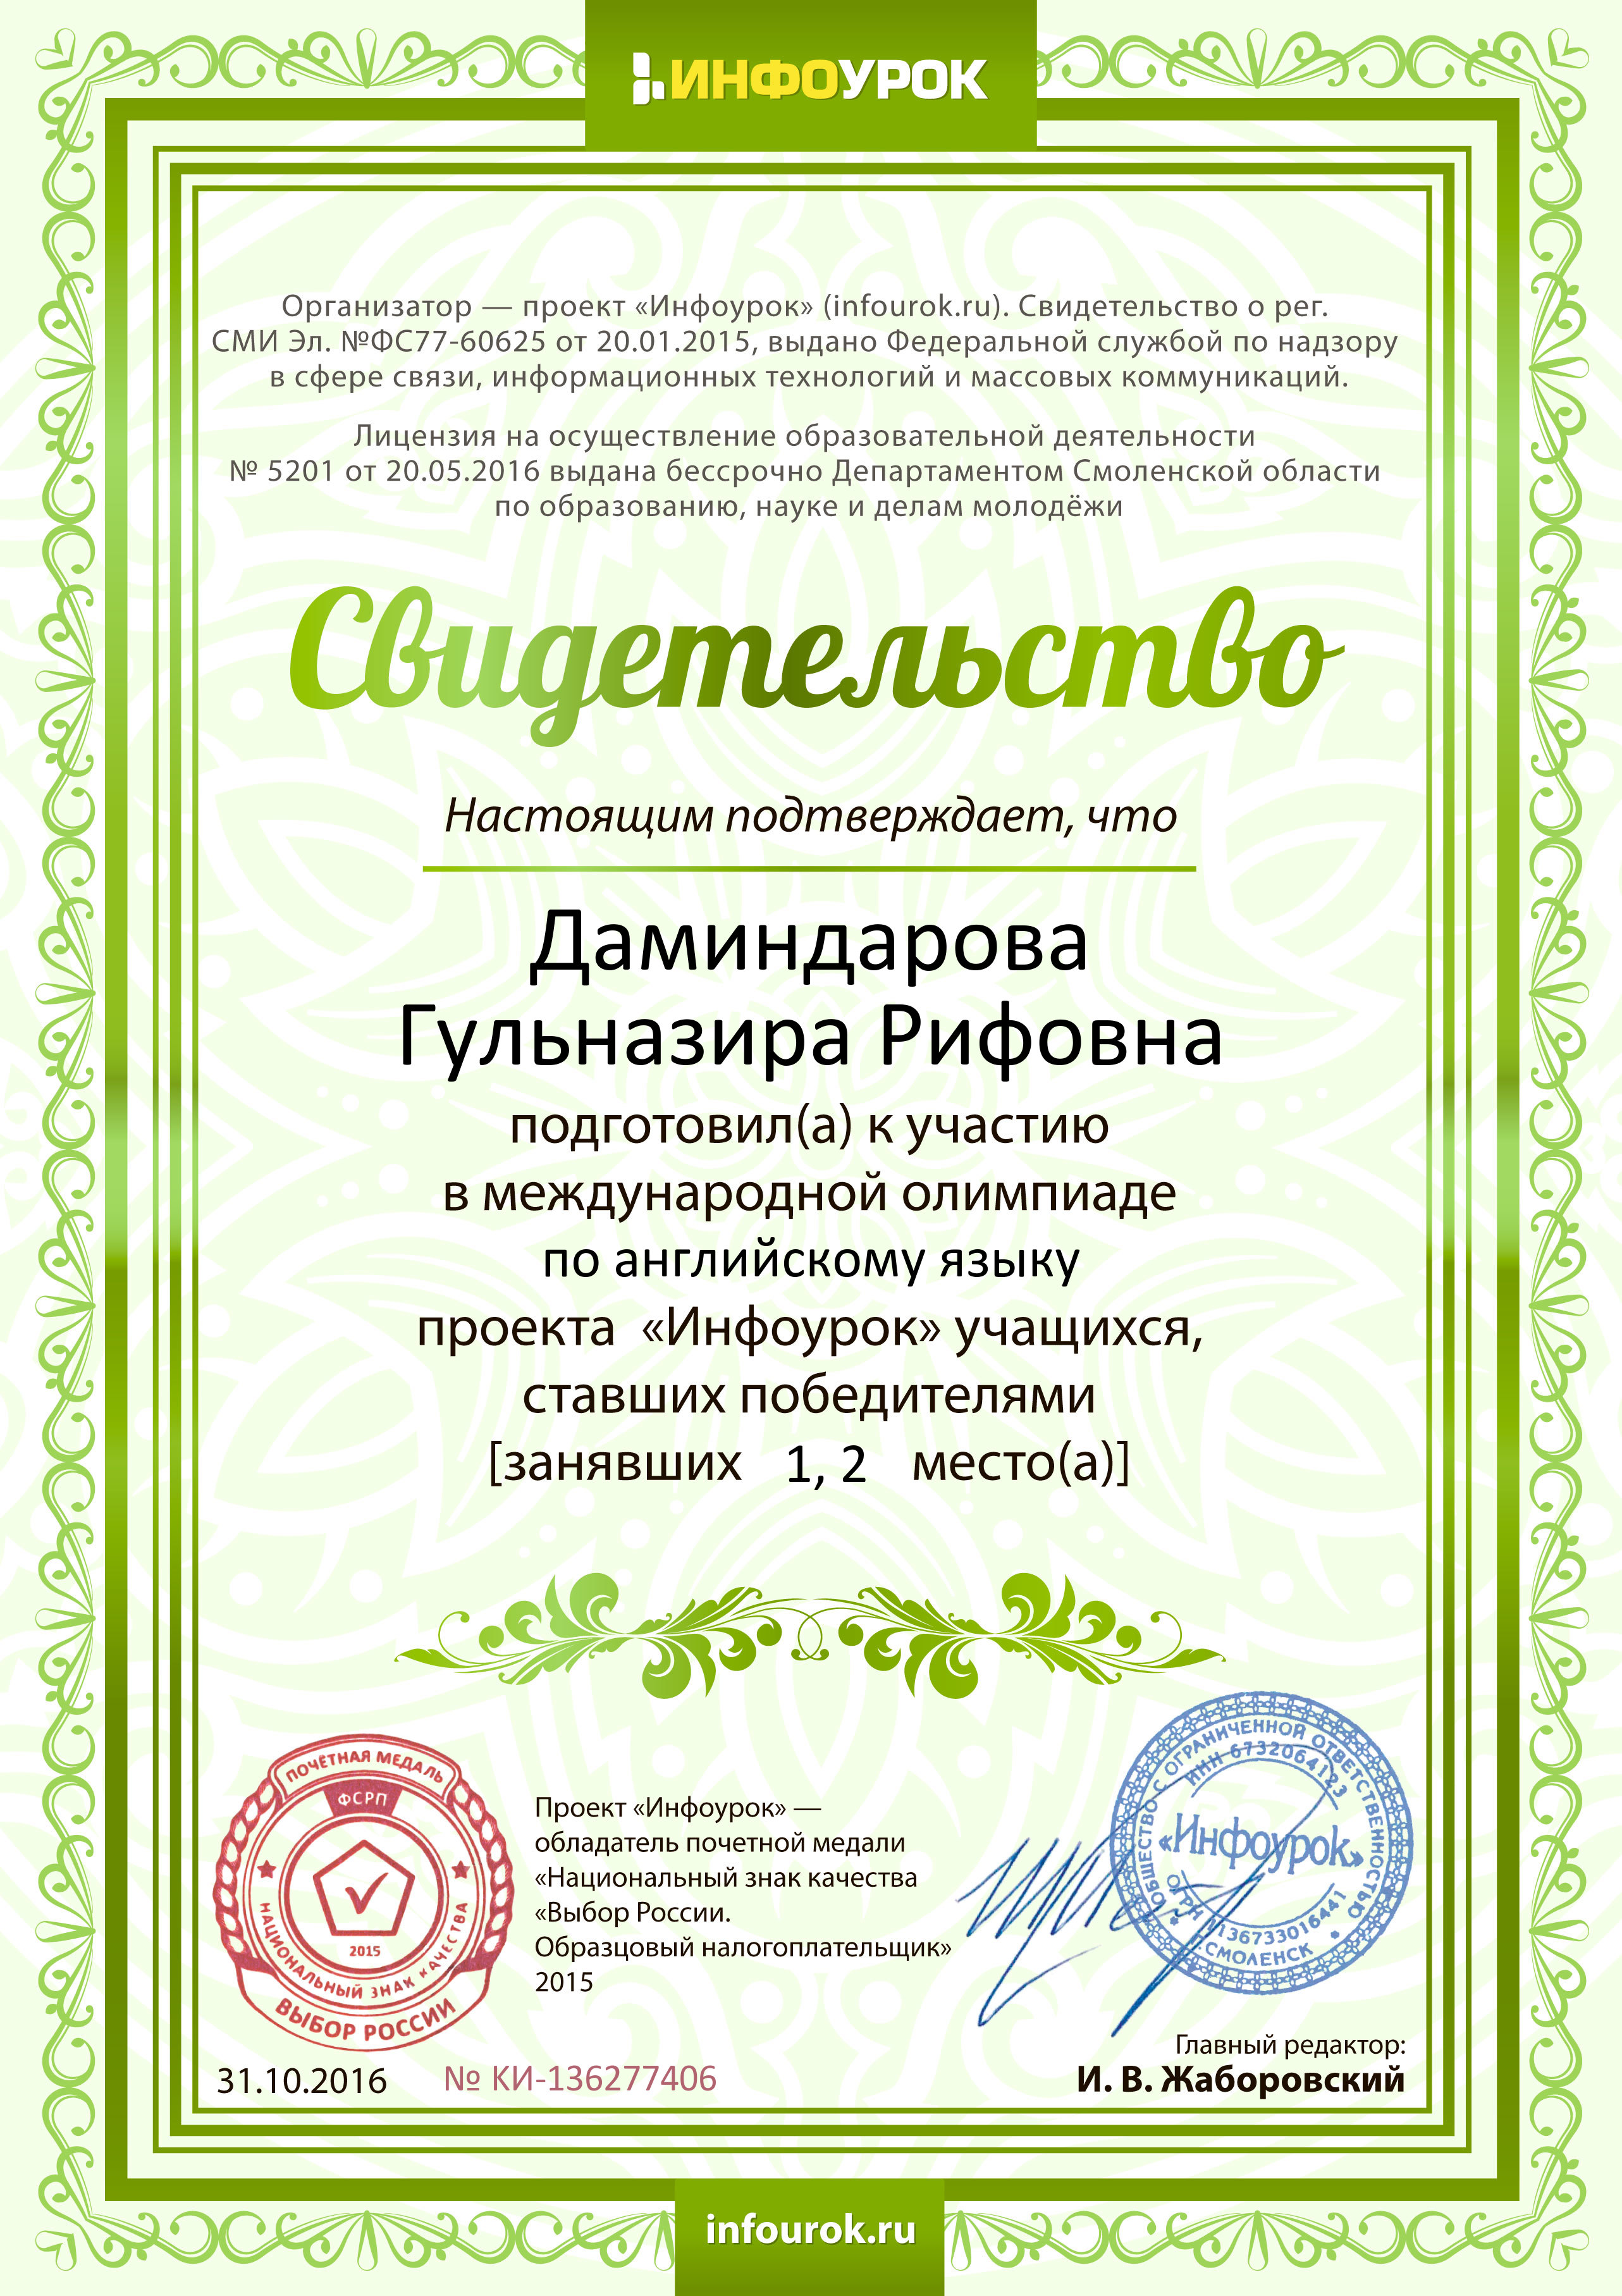 ИНФОУРОК
Организатор — проект «Инфоурок» (infourok.ru). Свидетельство о рег.
СМИ Эл. №ФС77-60625 от 20.01.2015, выдано Федеральной службой по надзору
в сфере связи, информационных технологий и массовых коммуникаций.
Лицензия на осуществление образовательной деятельности
№ 5201 от 20.05.2016 выдана бессрочно Департаментом Смоленской области
по образованию, науке и делам молодёжи
Свидетельство
Настоящим подтверждает, что
Даминдарова
Гульназира Рифовна
подготовил(а) к участию
в международной олимпиаде
по английскому языку
проекта «Инфоурок» учащихся,
ставших победителями
[занявших 1, 2 место(а)]
ПОЧЁТНАЯ МЕДАЛЬ
ФСРП
2015
НАЦИОНАЛЬНЫЙ ЗНАК КАЧЕСТВА
ВЫБОР РОССИИ
Проект «Инфоурок» —
обладатель почетной медали
«Национальный знак качества
«Выбор России.
Образцовый налогоплательщик»
2015
ОБЩЕСТВО С ОГРАНИЧЕННОЙ ОТВЕТСТВЕННОСТЬЮ
ИНН 6732064123
«Инфоурок»
ОГРН 1136733016441
Г.СМОЛЕНСК
Главный редактор:
И. В. Жаборовский
31.10.2016 № КИ-136277406
infourok.ru